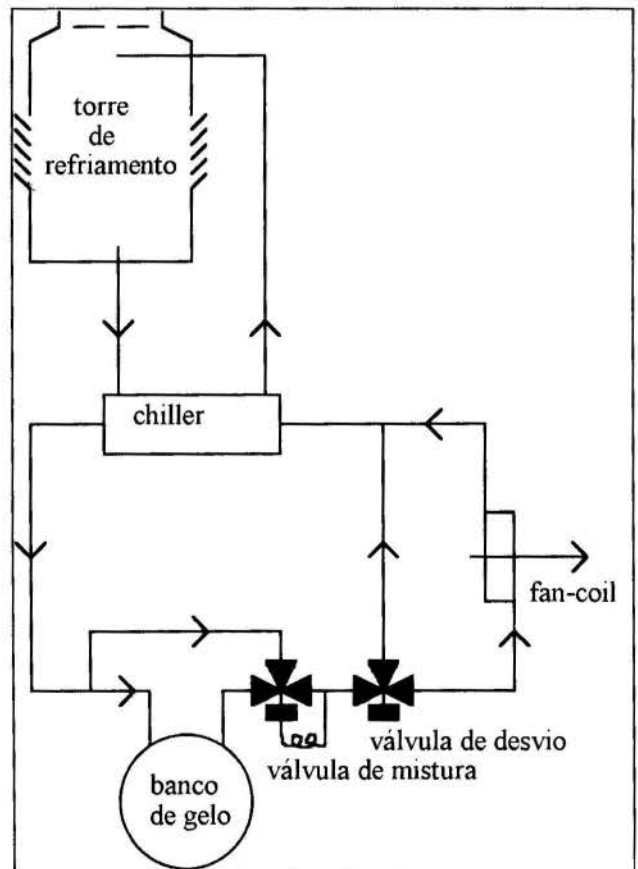 torre
de
refriamento
chiller
fan-coil
válvula de desvio
válvula de mistura
banco
de gelo